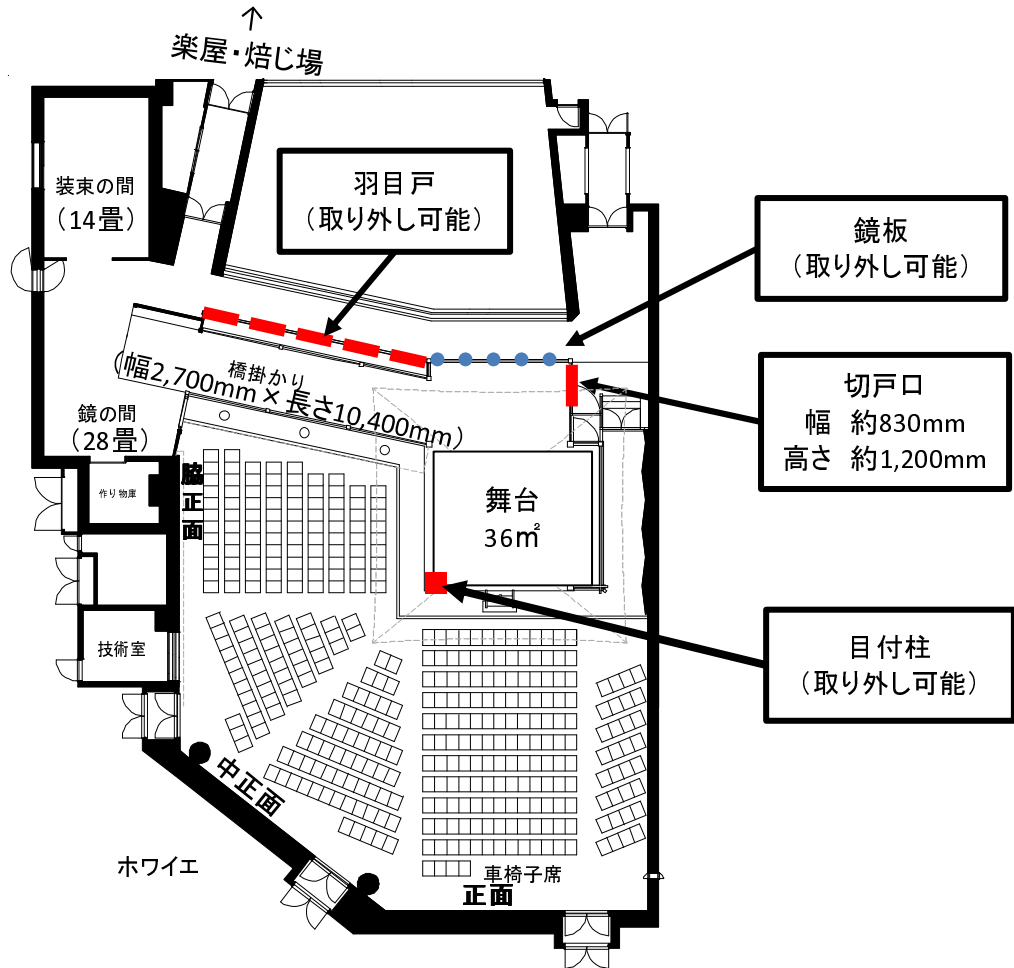 ↑
楽屋・焙じ場
装束の間
（14畳）
羽目戸
（取り外し可能）
鏡板
（取り外し可能）
橋掛かり
（幅2,700mm×長さ10,400mm）
切戸口
幅　約830mm
高さ　約1,200mm
鏡の間
（28畳）
作り物庫
脇正面
舞台
36㎡
技術室
目付柱
（取り外し可能）
中正面
ホワイエ
車椅子席
正面